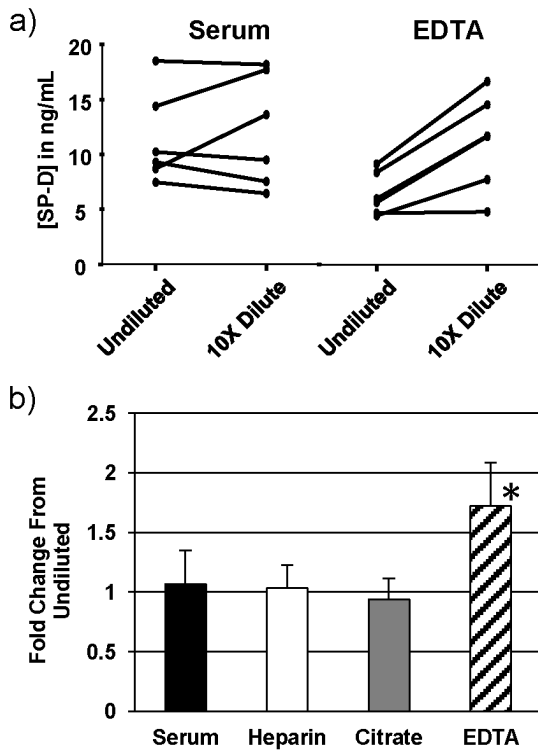 a)
Serum EDTA
[SP-D] in ng/mL
20
15
10
5
0
Undiluted 10X Dilute Undiluted 10X Dilute
b)
Fold Change From
Undiluted
2.5
2
1.5
1
0.5
0
*
Serum Heparin Citrate EDTA